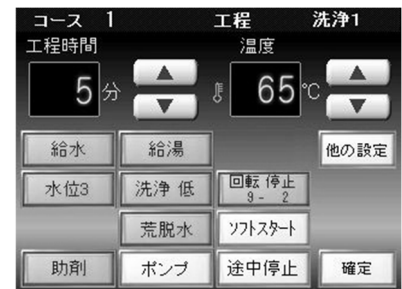 コース 1 工程 洗浄1
工程時間 温度
5 分 65 ℃
給水 給湯 他の設定
水位3 洗浄 低 回転 停止
9 - 2
荒脱水 ソフトスタート
助剤 ポンプ 途中停止 確定